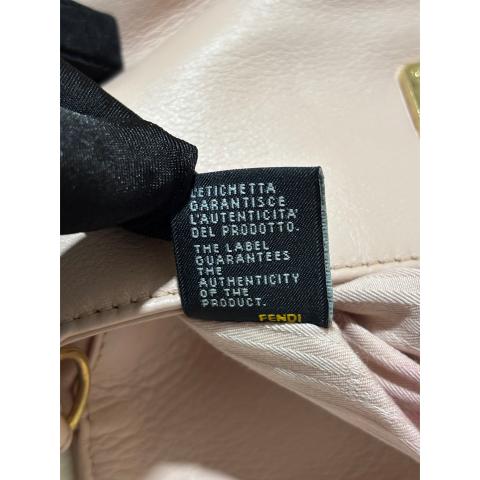 L'ETICHETTA
GARANTISCE
L'AUTENTICITA'
DEL PRODOTTO.
THE LABEL
GUARANTEES
THE
AUTHENTICITY
OF THE
PRODUCT.
FENDI